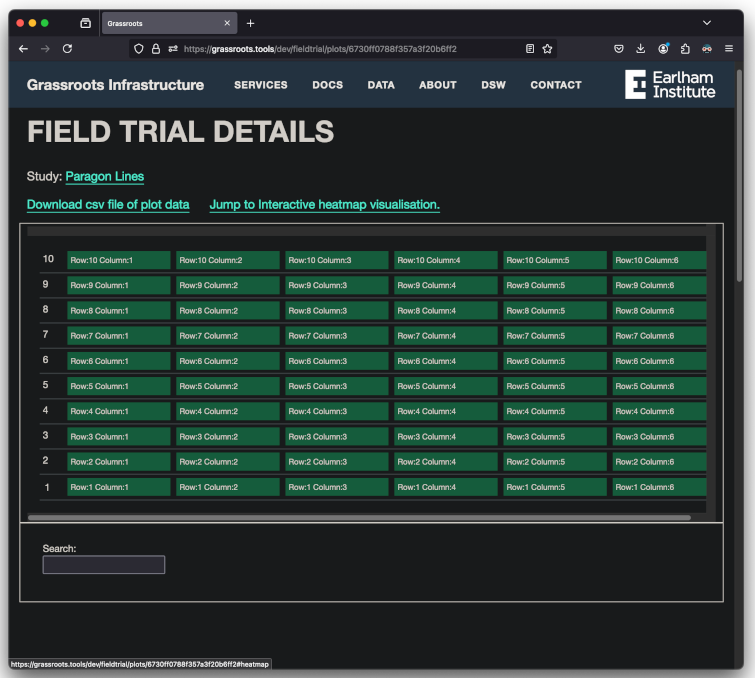 Grassroots
https://grassroots.tools/dev/fieldtrial/plots/6730ff0788f357a3f20b6ff2
Grassroots Infrastructure SERVICES DOCS DATA ABOUT DSW CONTACT Earlham Institute
FIELD TRIAL DETAILS
Study: Paragon Lines
Download csv file of plot data Jump to Interactive heatmap visualisation.
10 Row:10 Column:1 Row:10 Column:2 Row:10 Column:3 Row:10 Column:4 Row:10 Column:5 Row:10 Column:6
9 Row:9 Column:1 Row:9 Column:2 Row:9 Column:3 Row:9 Column:4 Row:9 Column:5 Row:9 Column:6
8 Row:8 Column:1 Row:8 Column:2 Row:8 Column:3 Row:8 Column:4 Row:8 Column:5 Row:8 Column:6
7 Row:7 Column:1 Row:7 Column:2 Row:7 Column:3 Row:7 Column:4 Row:7 Column:5 Row:7 Column:6
6 Row:6 Column:1 Row:6 Column:2 Row:6 Column:3 Row:6 Column:4 Row:6 Column:5 Row:6 Column:6
5 Row:5 Column:1 Row:5 Column:2 Row:5 Column:3 Row:5 Column:4 Row:5 Column:5 Row:5 Column:6
4 Row:4 Column:1 Row:4 Column:2 Row:4 Column:3 Row:4 Column:4 Row:4 Column:5 Row:4 Column:6
3 Row:3 Column:1 Row:3 Column:2 Row:3 Column:3 Row:3 Column:4 Row:3 Column:5 Row:3 Column:6
2 Row:2 Column:1 Row:2 Column:2 Row:2 Column:3 Row:2 Column:4 Row:2 Column:5 Row:2 Column:6
1 Row:1 Column:1 Row:1 Column:2 Row:1 Column:3 Row:1 Column:4 Row:1 Column:5 Row:1 Column:6
Search:
https://grassroots.tools/dev/fieldtrial/plots/6730ff0788f357a3f20b6ff2#heatmap